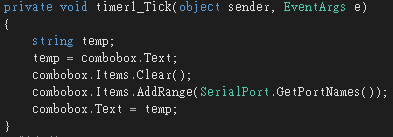 private void timer1_Tick(object sender, EventArgs e)
{
    string temp;
    temp = combobox.Text;
    combobox.Items.Clear();
    combobox.Items.AddRange(SerialPort.GetPortNames());
    combobox.Text = temp;
}